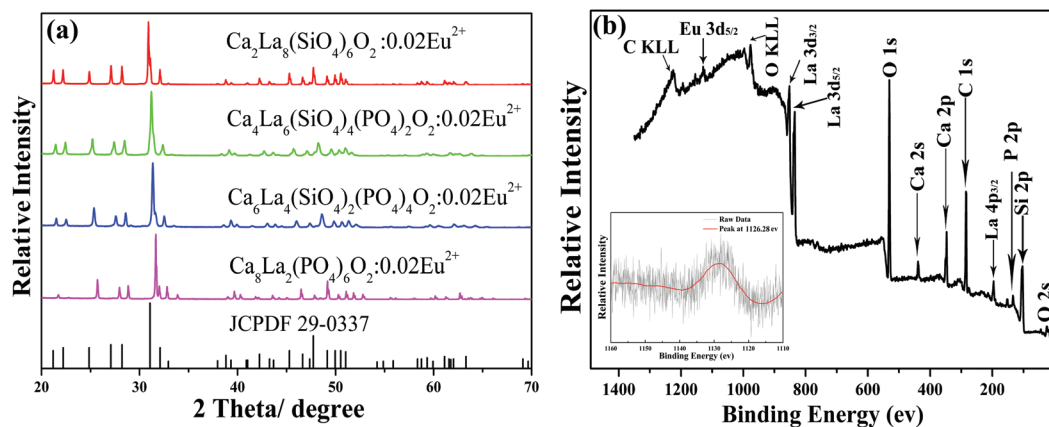 (a)
Ca2La8(SiO4)6O2:0.02Eu2+
Ca4La6(SiO4)4(PO4)2O2:0.02Eu2+
Ca6La4(SiO4)2(PO4)4O2:0.02Eu2+
Ca8La2(PO4)6O2:0.02Eu2+
JCPDF 29-0337
Relative Intensity
20 30 40 50 60 70
2 Theta/ degree
(b)
C KLL
Eu 3d5/2
O KLL
La 3d3/2
La 3d5/2
O 1s
Ca 2s
Ca 2p
C 1s
La 4p3/2
P 2p
Si 2p
O 2s
Relative Intensity
Raw Data
Peak at 1126.28 ev
Relative Intensity
1160 1150 1140 1130 1120 1110
Binding Energy (ev)
1400 1200 1000 800 600 400 200 0
Binding Energy (ev)